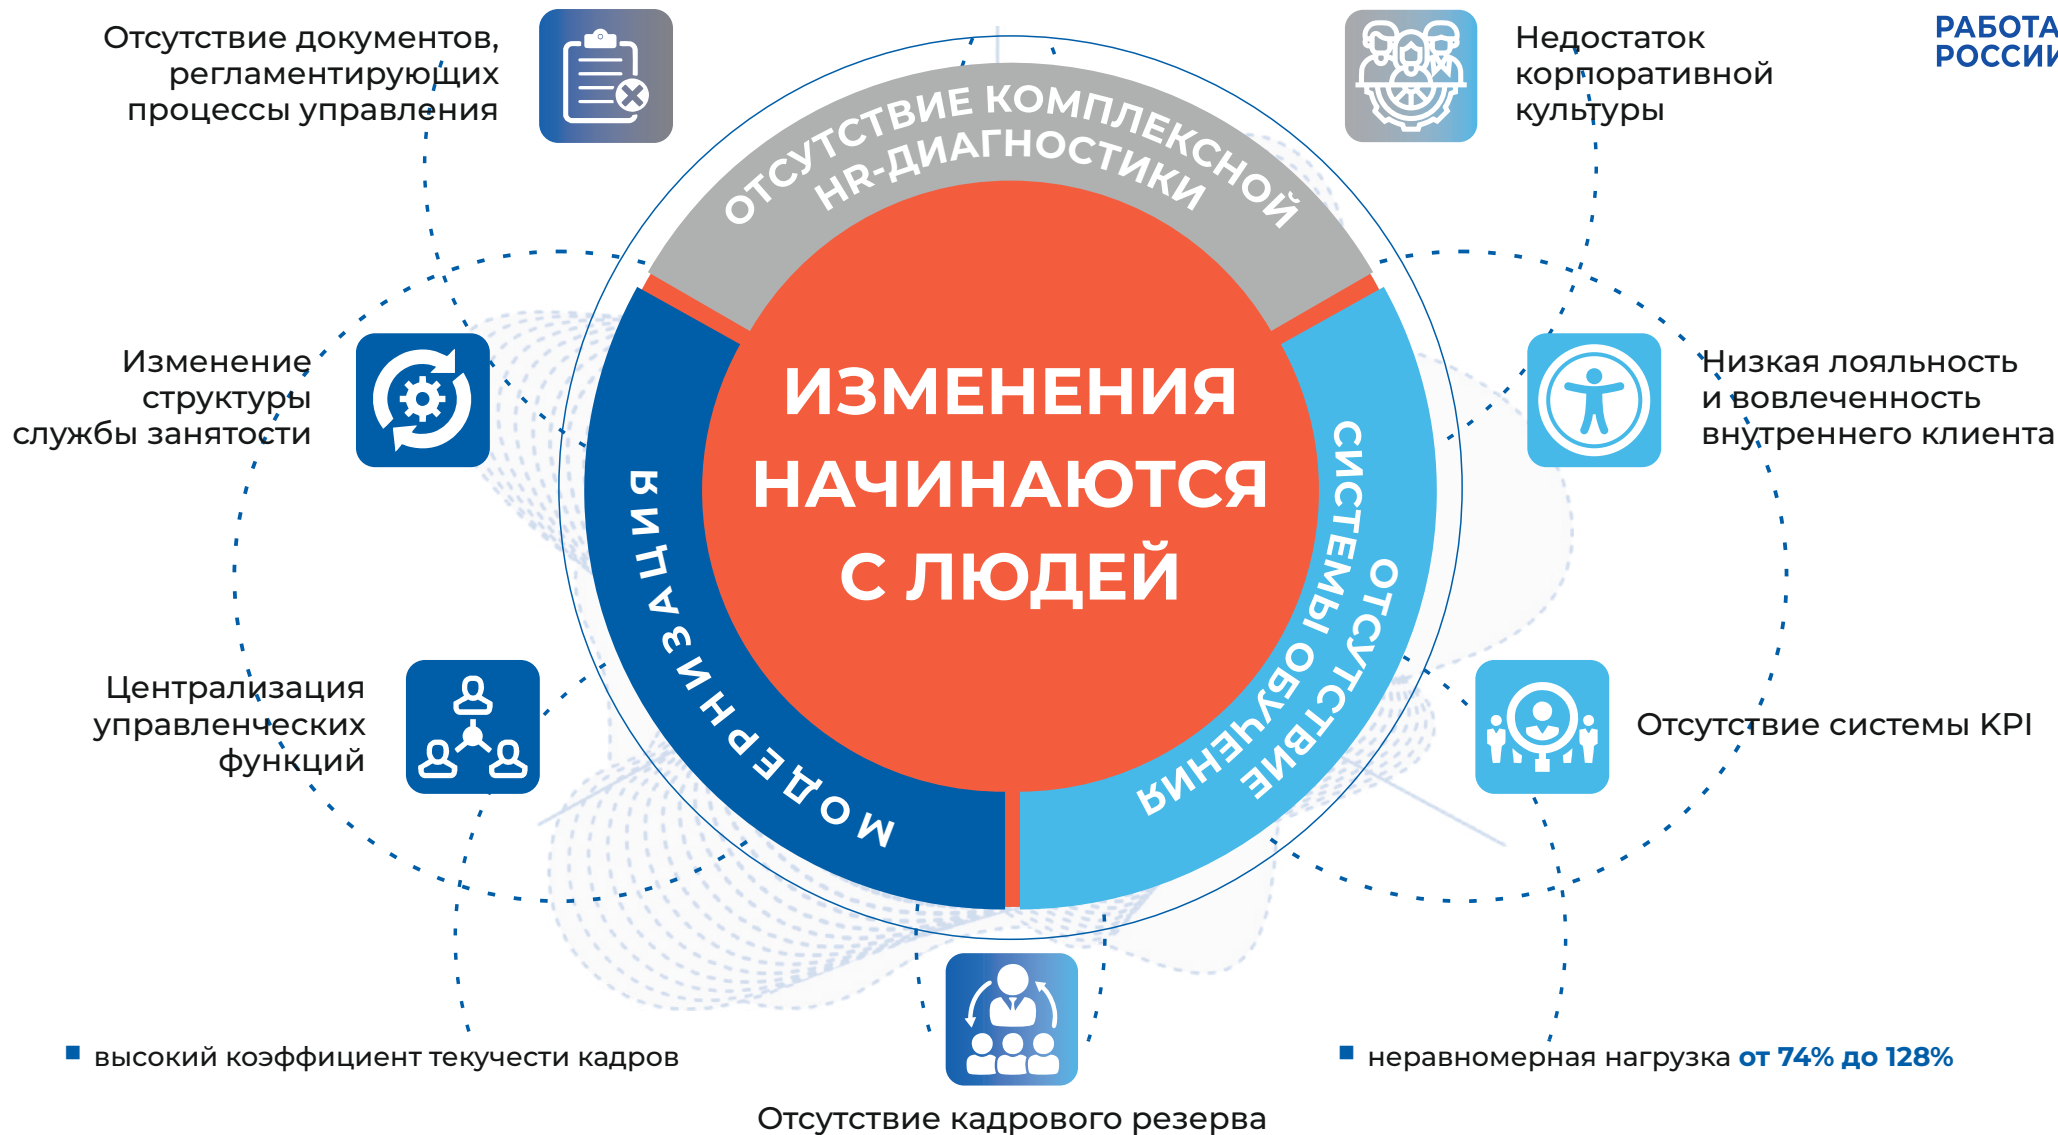 Отсутствие документов,
регламентирующих
процессы управления
Недостаток
корпоративной
культуры
РАБОТА
РОССИИ
ОТСУТСТВИЕ КОМПЛЕКСНОЙ
HR-ДИАГНОСТИКИ
Изменение
структуры
службы занятости
ИЗМЕНЕНИЯ
НАЧИНАЮТСЯ
С ЛЮДЕЙ
Низкая лояльность
и вовлеченность
внутреннего клиента
МОДЕРНИЗАЦИЯ
ОТСУТСТВИЕ
СИСТЕМЫ ОБУЧЕНИЯ
Централизация
управленческих
функций
Отсутствие системы KPI
высокий коэффициент текучести кадров
неравномерная нагрузка от 74% до 128%
Отсутствие кадрового резерва